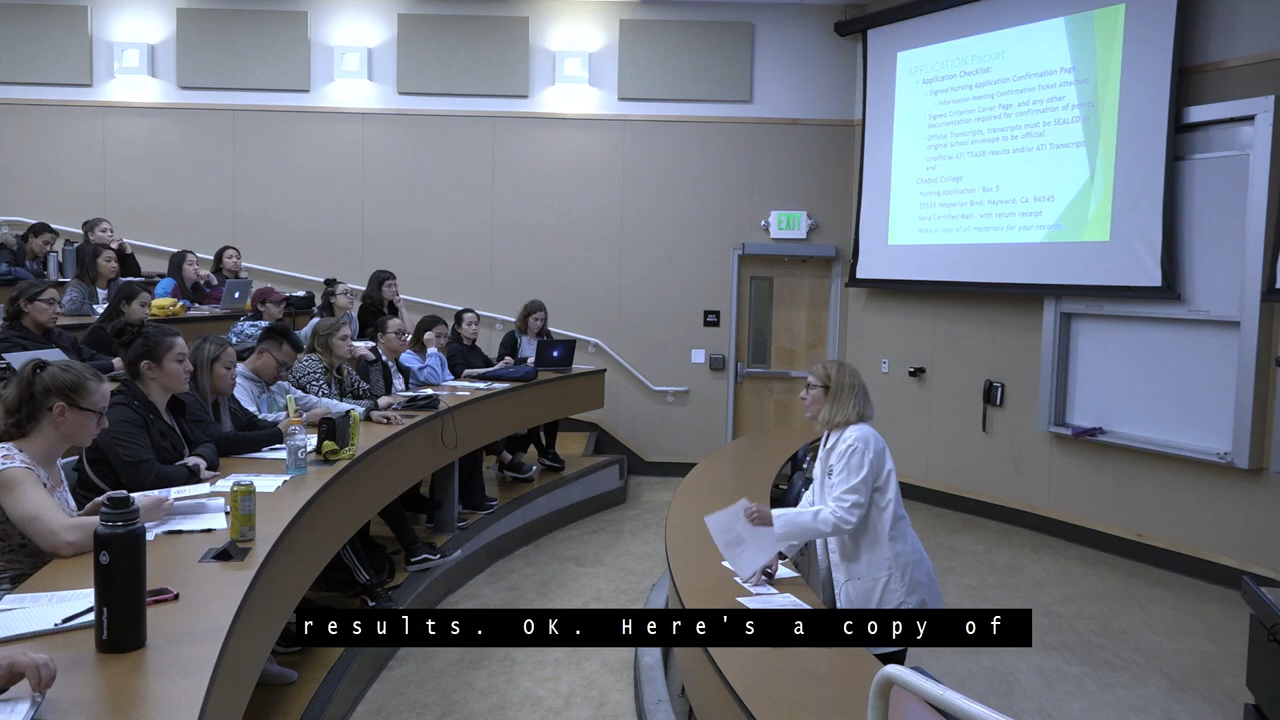 APPLICATION Packet
Application Checklist:
Signed Nursing Application Confirmation Page,
Information Meeting Confirmation Ticket Attached
Signed Criterion Cover Page, and any other
documentation required for confirmation of points
Official Transcripts, transcripts must be SEALED in
original school envelope to be official.
Unofficial ATI TEAS® results and/or ATI Transcript,
and
Chabot College
Nursing Application - Box 5
25555 Hesperian Blvd. Hayward, CA 94545
Send Certified Mail - with return receipt
Make a copy of all materials for your records
EXIT
results. OK. Here's a copy of